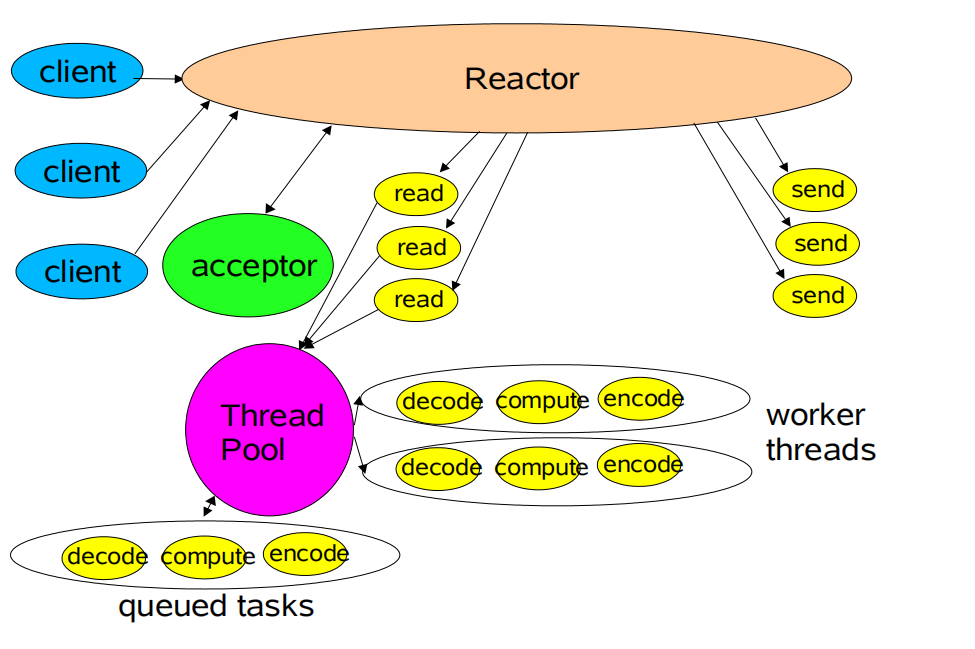 Reactor
client
client
client
acceptor
read
read
read
send
send
send
Thread
Pool
decode compute encode
decode compute encode
worker
threads
decode compute encode
queued tasks